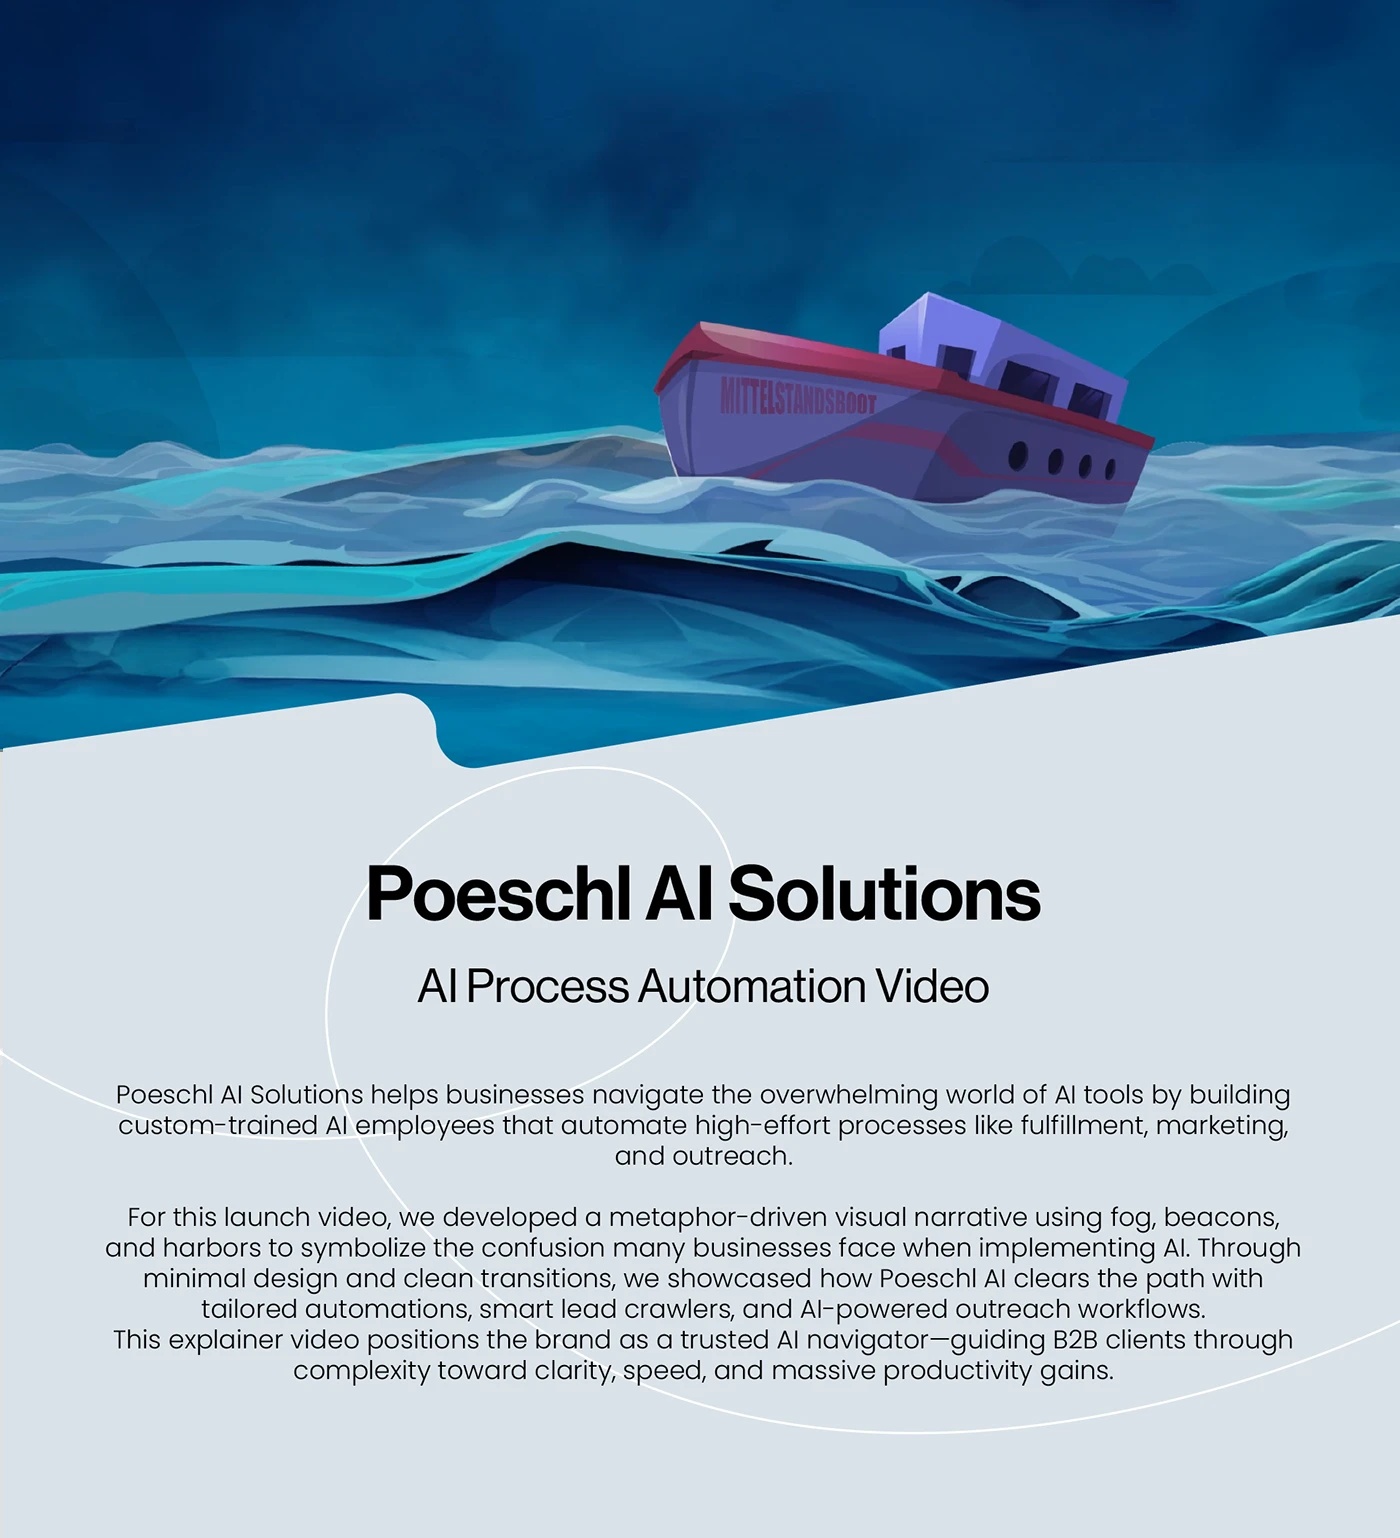 MITTELSTANDSBOOT
Poeschl AI Solutions
AI Process Automation Video
Poeschl AI Solutions helps businesses navigate the overwhelming world of AI tools by building
custom-trained AI employees that automate high-effort processes like fulfillment, marketing,
and outreach.
For this launch video, we developed a metaphor-driven visual narrative using fog, beacons,
and harbors to symbolize the confusion many businesses face when implementing AI. Through
minimal design and clean transitions, we showcased how Poeschl AI clears the path with
tailored automations, smart lead crawlers, and AI-powered outreach workflows.
This explainer video positions the brand as a trusted AI navigator—guiding B2B clients through
complexity toward clarity, speed, and massive productivity gains.